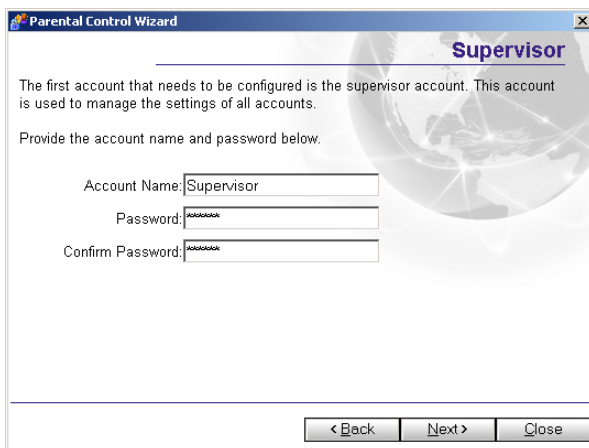 Parental Control Wizard
Supervisor
The first account that needs to be configured is the supervisor account. This account
is used to manage the settings of all accounts.
Provide the account name and password below.
Account Name: Supervisor
Password: ******
Confirm Password: ******
< Back
Next >
Close